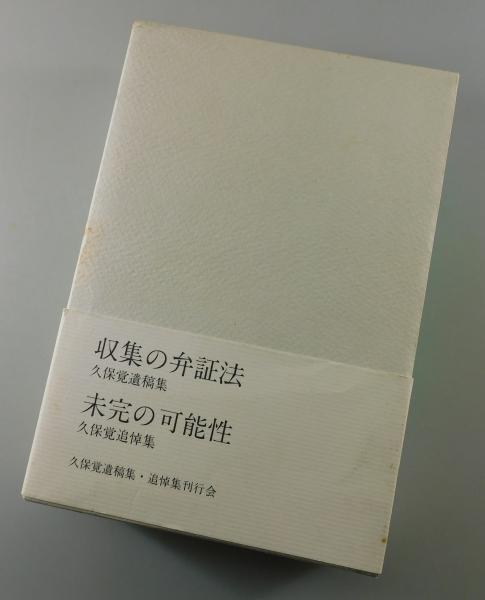 収集の弁証法
久保覚遺稿集
未完の可能性
久保覚追悼集
久保覚遺稿集・追悼集刊行会